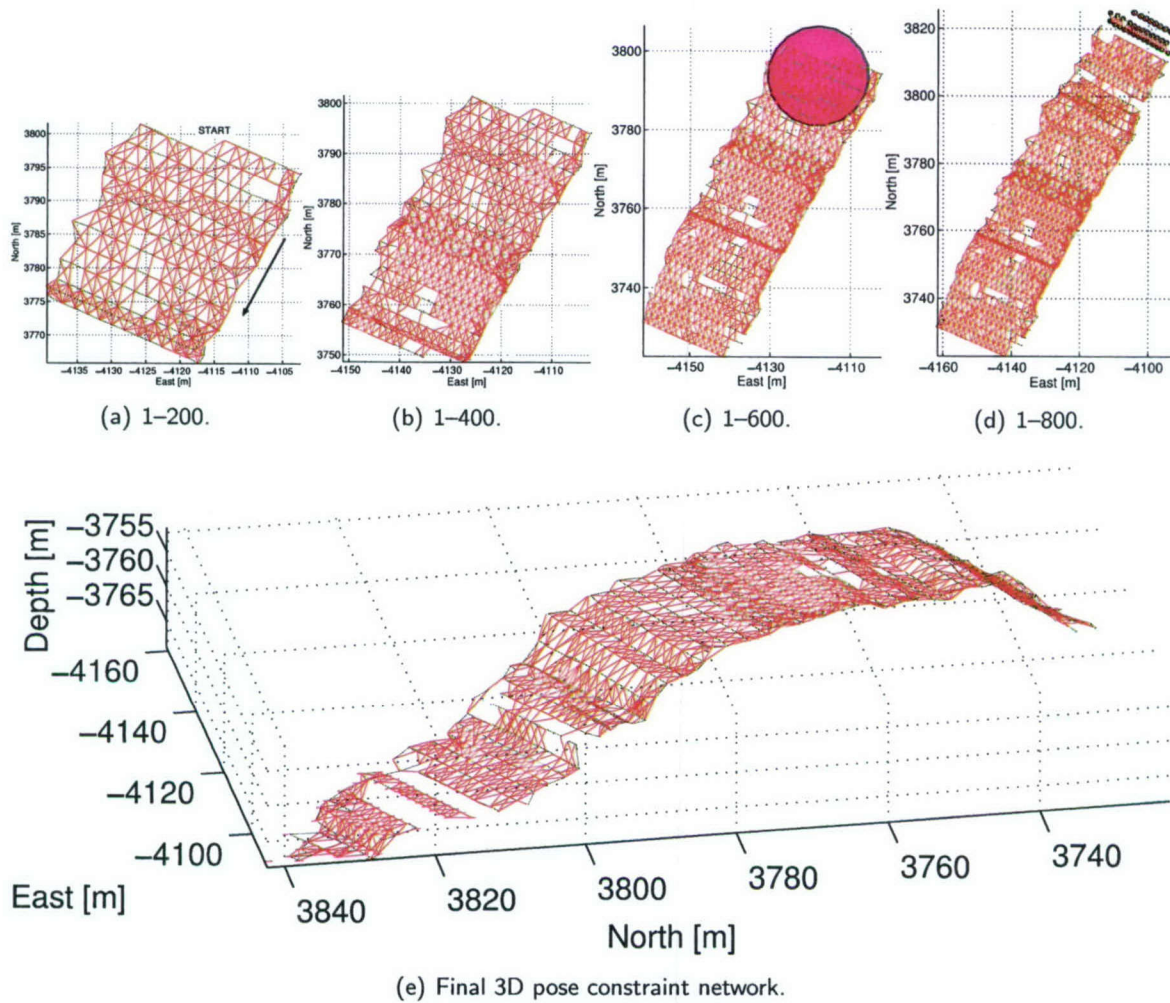 3800
3795
3790
3785
3780
3775
3770
North [m]
START
−4135 −4130 −4125 −4120 −4115 −4110 −4105
East [m]
(a) 1–200.
3800
3790
3780
3770
3760
3750
North [m]
−4150 −4140 −4130 −4120 −4110
East [m]
(b) 1–400.
3800
3780
3760
3740
North [m]
−4150 −4130 −4110
East [m]
(c) 1–600.
3820
3800
3780
3760
3740
North [m]
−4160 −4140 −4120 −4100
East [m]
(d) 1–800.
Depth [m]
−3755
−3760
−3765
−4160
−4140
−4120
−4100
East [m]
3840 3820 3800 3780 3760 3740
North [m]
(e) Final 3D pose constraint network.